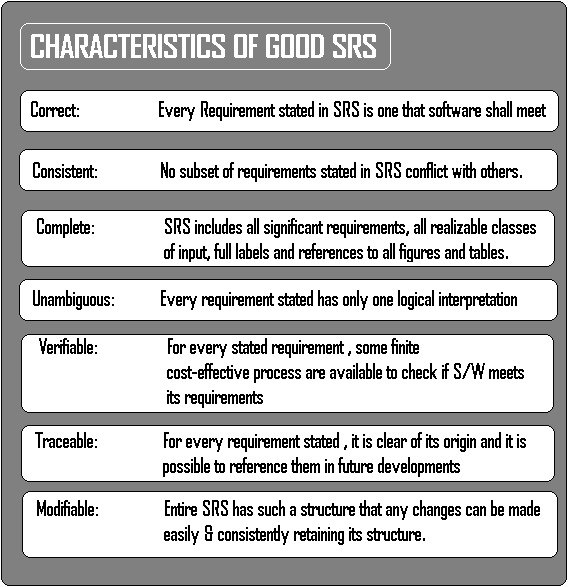 CHARACTERISTICS OF GOOD SRS
Correct: Every Requirement stated in SRS is one that software shall meet
Consistent: No subset of requirements stated in SRS conflict with others.
Complete: SRS includes all significant requirements, all realizable classes
of input, full labels and references to all figures and tables.
Unambiguous: Every requirement stated has only one logical interpretation
Verifiable: For every stated requirement , some finite
cost-effective process are available to check if S/W meets
its requirements
Traceable: For every requirement stated , it is clear of its origin and it is
possible to reference them in future developments
Modifiable: Entire SRS has such a structure that any changes can be made
easily & consistently retaining its structure.